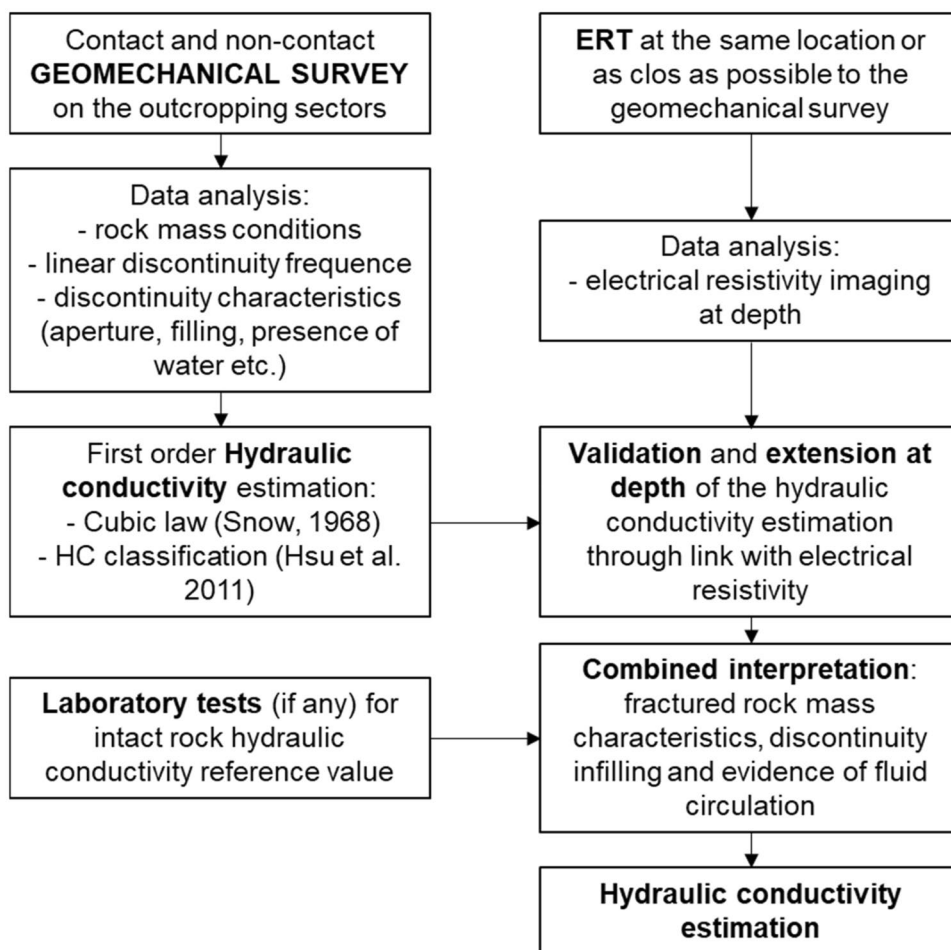 Contact and non-contact
GEOMECHANICAL SURVEY
on the outcropping sectors
Data analysis:
- rock mass conditions
- linear discontinuity frequence
- discontinuity characteristics
(aperture, filling, presence of
water etc.)
First order Hydraulic
conductivity estimation:
- Cubic law (Snow, 1968)
- HC classification (Hsu et al.
2011)
Laboratory tests (if any) for
intact rock hydraulic
conductivity reference value
ERT at the same location or
as clos as possible to the
geomechanical survey
Data analysis:
- electrical resistivity imaging
at depth
Validation and extension at
depth of the hydraulic
conductivity estimation
through link with electrical
resistivity
Combined interpretation:
fractured rock mass
characteristics, discontinuity
infilling and evidence of fluid
circulation
Hydraulic conductivity
estimation